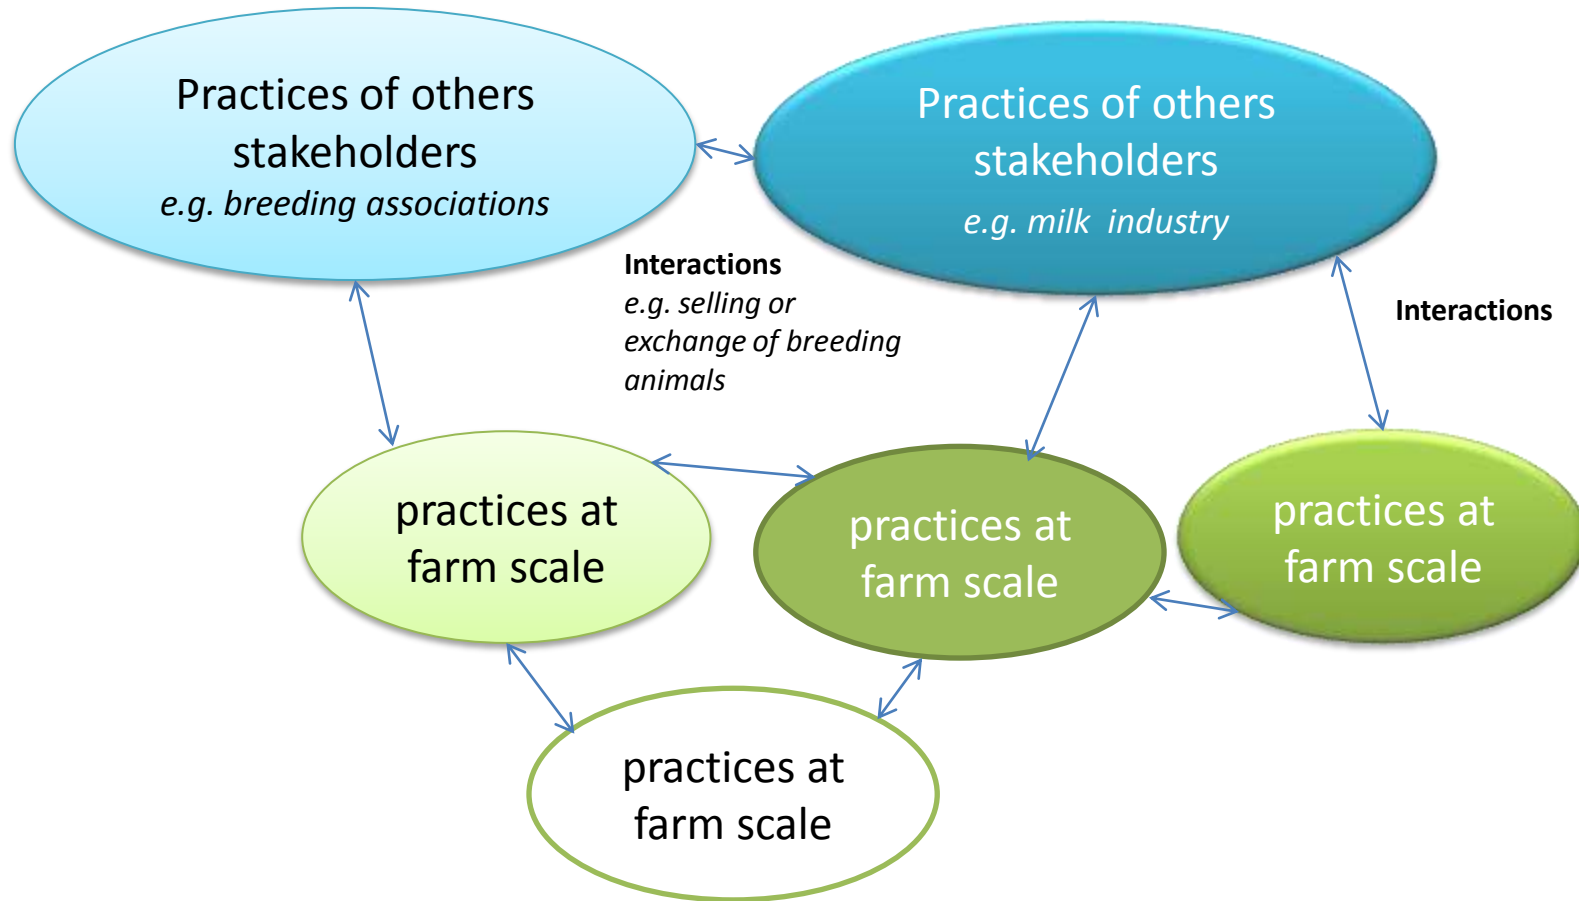 Practices of others
stakeholders
e.g. breeding associations
Practices of others
stakeholders
e.g. milk industry
Interactions
e.g. selling or
exchange of breeding
animals
Interactions
practices at
farm scale
practices at
farm scale
practices at
farm scale
practices at
farm scale